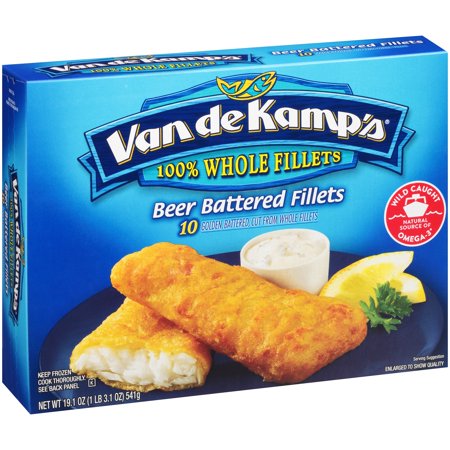 Beer Battered Fillets
Van de Kamp's®
100% WHOLE FILLETS
Beer Battered Fillets
10 GOLDEN BATTERED, CUT FROM WHOLE FILLETS
WILD CAUGHT
NATURAL
SOURCE OF
OMEGA-3*
KEEP FROZEN
COOK THOROUGHLY
SEE BACK PANEL K
Serving Suggestion
ENLARGED TO SHOW QUALITY
NET WT 19.1 OZ (1 LB 3.1 OZ) 541g
Van de Kamp's